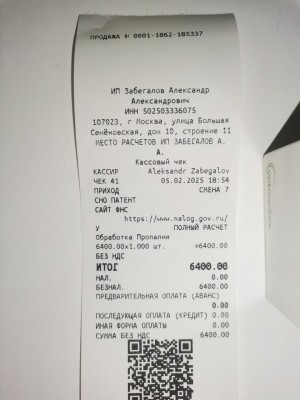 ПРОДАЖА № 0001-1862-185337
ИП Забегалов Александр
Александрович
ИНН 502503336075
107023, г Москва, улица Большая
Семёновская, дом 10, строение 11
МЕСТО РАСЧЕТОВ ИП ЗАБЕГАЛОВ А.
А.
Кассовый чек
КАССИР Aleksandr Zabegalov
ЧЕК 41 05.02.2025 18:54
ПРИХОД СМЕНА 7
СНО ПАТЕНТ
САЙТ ФНС
https://www.nalog.gov.ru/
У ПОЛНЫЙ РАСЧЕТ
Обработка Пропалин
6400.00х1.000 шт. =6400.00
БЕЗ НДС
ИТОГ 6400.00
НАЛ. 0.00
БЕЗНАЛ. 6400.00
ПРЕДВАРИТЕЛЬНАЯ ОПЛАТА (АВАНС)
0.00
ПОСЛЕДУЮЩАЯ ОПЛАТА (КРЕДИТ) 0.00
ИНАЯ ФОРМА ОПЛАТЫ 0.00
СУММА БЕЗ НДС 6400.00